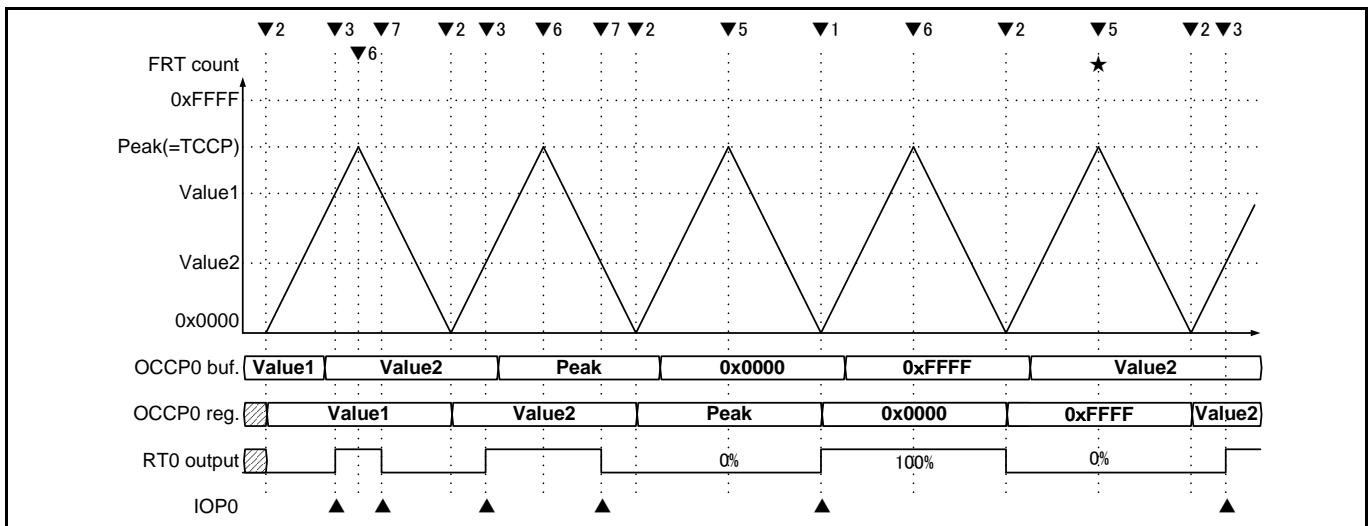 ▼2 ▼3 ▼7 ▼2 ▼3 ▼6 ▼7 ▼2 ▼5 ▼1 ▼6 ▼2 ▼5 ▼2 ▼3
▼6
FRT count ★
0xFFFF
Peak(=TCCP)
Value1
Value2
0x0000
OCCP0 buf. Value1 Value2 Peak 0x0000 0xFFFF Value2
OCCP0 reg. Value1 Value2 Peak 0x0000 0xFFFF Value2
RT0 output 0% 100% 0%
IOP0 ▲ ▲ ▲ ▲ ▲ ▲